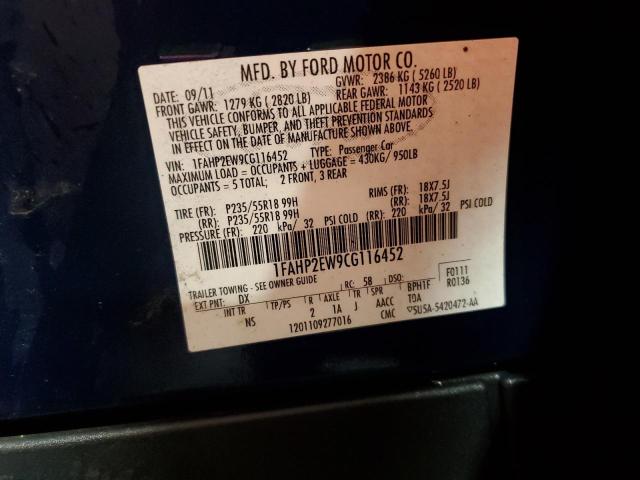 MFD. BY FORD MOTOR CO.
DATE: 09/11 GVWR: 2386 KG ( 5260 LB)
FRONT GAWR: 1279 KG ( 2820 LB) REAR GAWR: 1143 KG ( 2520 LB)
THIS VEHICLE CONFORMS TO ALL APPLICABLE FEDERAL MOTOR
VEHICLE SAFETY, BUMPER, AND THEFT PREVENTION STANDARDS
IN EFFECT ON THE DATE OF MANUFACTURE SHOWN ABOVE.
VIN: 1FAHP2EW9CG116452 TYPE: Passenger Car
MAXIMUM LOAD = OCCUPANTS + LUGGAGE = 430KG/ 950LB
OCCUPANTS = 5 TOTAL; 2 FRONT, 3 REAR
TIRE (FR): P235/55R18 99H RIMS (FR): 18X7.5J
(RR): P235/55R18 99H (RR): 18X7.5J
PRESSURE (FR): 220 kPa/ 32 PSI COLD (RR): 220 kPa/ 32 PSI COLD
1FAHP2EW9CG116452
TRAILER TOWING - SEE OWNER GUIDE RC: 58 DSO: F0111
EXT PNT: DX R0136
INT TR TP/PS R AXLE TR SPR BPH1F
NS 2 1A J AACC TOA
1201109277016 CMC ▽5U5A-5420472-AA